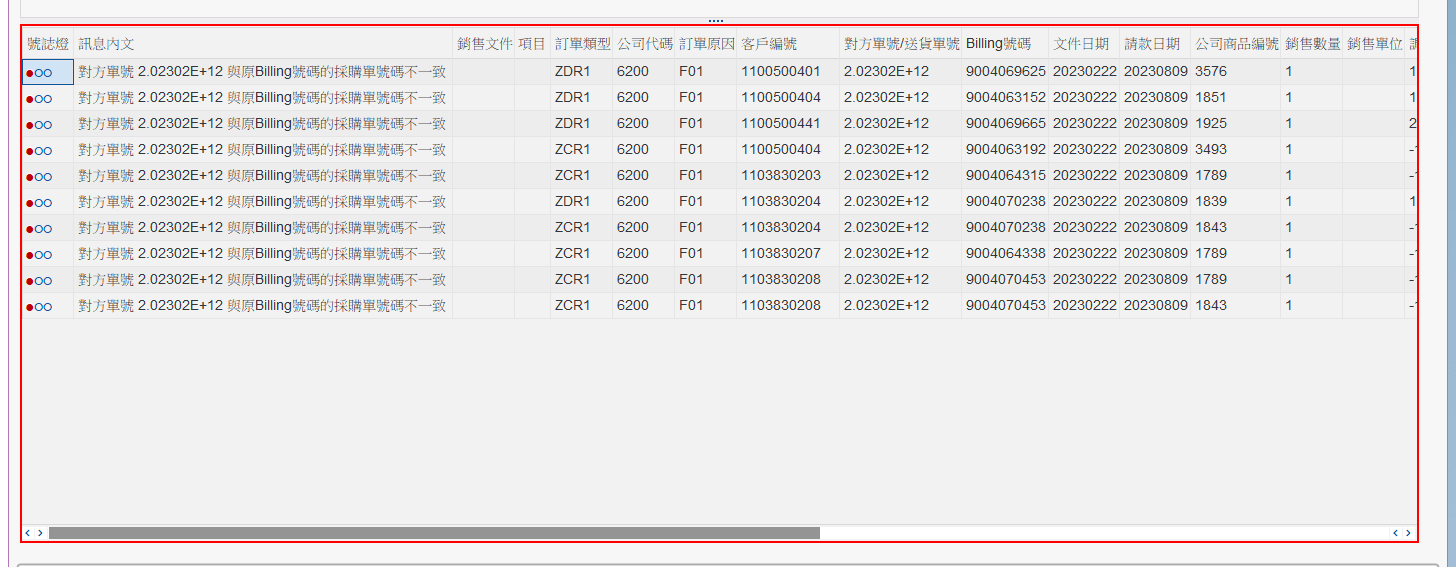 號誌燈 訊息內文 銷售文件 項目 訂單類型 公司代碼 訂單原因 客戶編號 對方單號/送貨單號 Billing號碼 文件日期 請款日期 公司商品編號 銷售數量 銷售單位
對方單號 2.02302E+12 與原Billing號碼的採購單號碼不一致 ZDR1 6200 F01 1100500401 2.02302E+12 9004069625 20230222 20230809 3576 1 1
對方單號 2.02302E+12 與原Billing號碼的採購單號碼不一致 ZDR1 6200 F01 1100500404 2.02302E+12 9004063152 20230222 20230809 1851 1 1
對方單號 2.02302E+12 與原Billing號碼的採購單號碼不一致 ZDR1 6200 F01 1100500441 2.02302E+12 9004069665 20230222 20230809 1925 1 2
對方單號 2.02302E+12 與原Billing號碼的採購單號碼不一致 ZCR1 6200 F01 1100500404 2.02302E+12 9004063192 20230222 20230809 3493 1
對方單號 2.02302E+12 與原Billing號碼的採購單號碼不一致 ZCR1 6200 F01 1103830203 2.02302E+12 9004064315 20230222 20230809 1789 1
對方單號 2.02302E+12 與原Billing號碼的採購單號碼不一致 ZDR1 6200 F01 1103830204 2.02302E+12 9004070238 20230222 20230809 1839 1 1
對方單號 2.02302E+12 與原Billing號碼的採購單號碼不一致 ZCR1 6200 F01 1103830204 2.02302E+12 9004070238 20230222 20230809 1843 1
對方單號 2.02302E+12 與原Billing號碼的採購單號碼不一致 ZCR1 6200 F01 1103830207 2.02302E+12 9004064338 20230222 20230809 1789 1
對方單號 2.02302E+12 與原Billing號碼的採購單號碼不一致 ZCR1 6200 F01 1103830208 2.02302E+12 9004070453 20230222 20230809 1789 1
對方單號 2.02302E+12 與原Billing號碼的採購單號碼不一致 ZCR1 6200 F01 1103830208 2.02302E+12 9004070453 20230222 20230809 1843 1